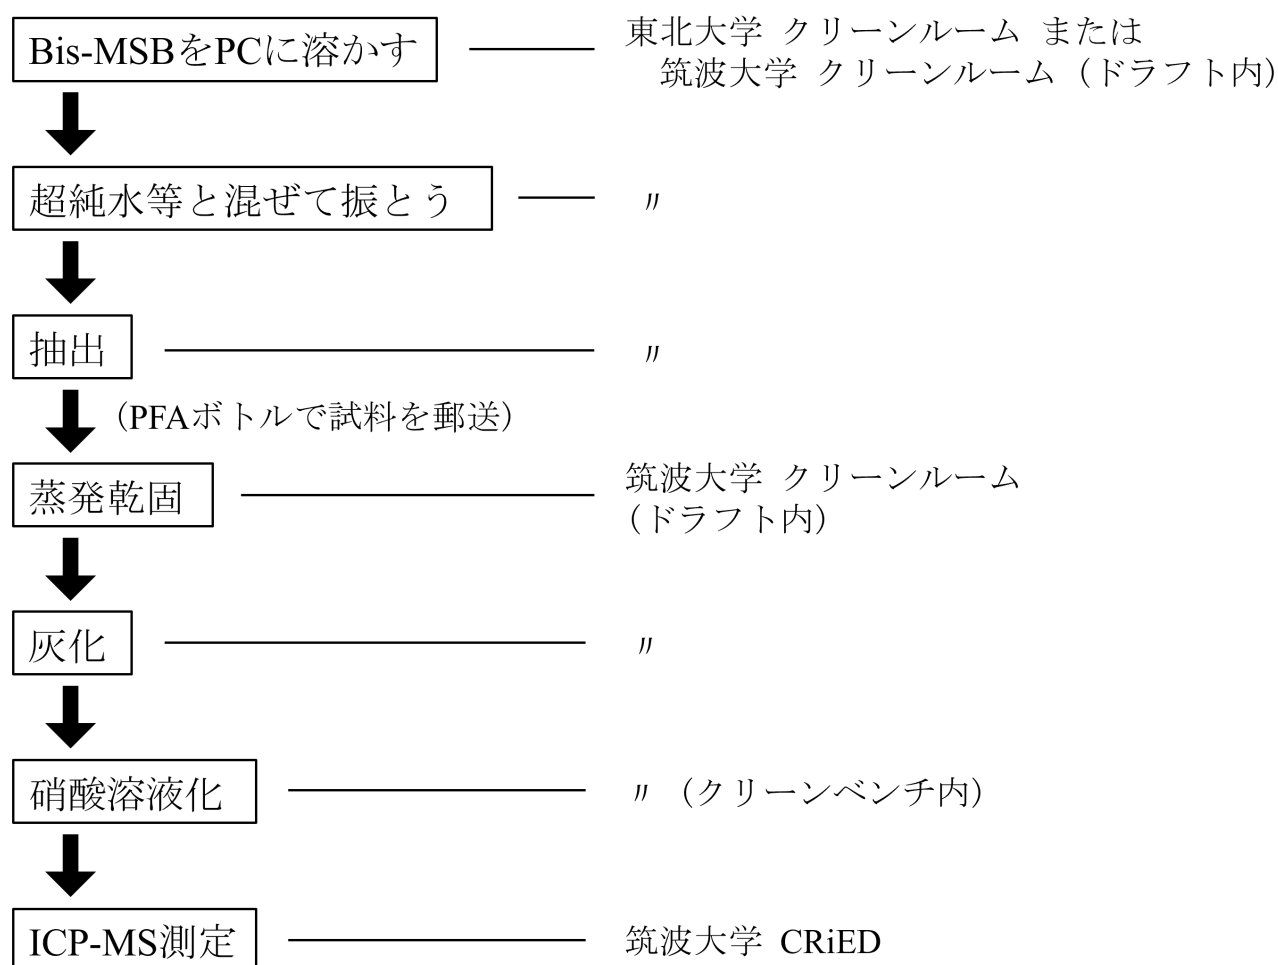 Bis-MSBをPCに溶かす
東北大学 クリーンルーム または
筑波大学 クリーンルーム（ドラフト内）
超純水等と混ぜて振とう
〃
抽出
〃
（PFAボトルで試料を郵送）
蒸発乾固
筑波大学 クリーンルーム
（ドラフト内）
灰化
〃
硝酸溶液化
〃（クリーンベンチ内）
ICP-MS測定
筑波大学 CRiED